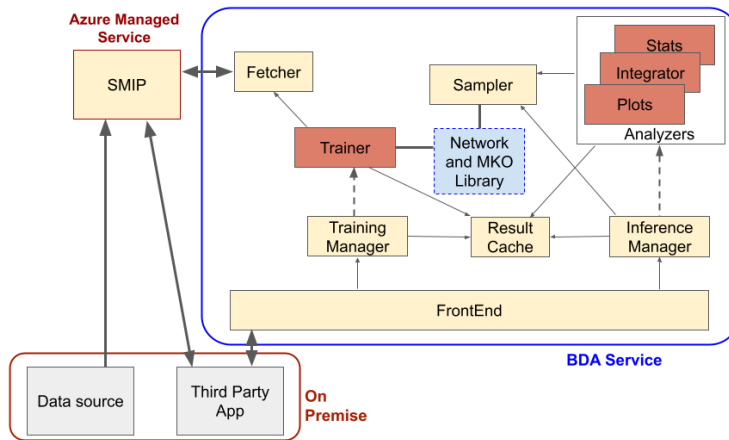 Azure Managed
Service
SMIP
Fetcher
Sampler
Stats
Integrator
Plots
Analyzers
Trainer
Network
and MKO
Library
Training
Manager
Result
Cache
Inference
Manager
FrontEnd
BDA Service
Data source
Third Party
App
On
Premise